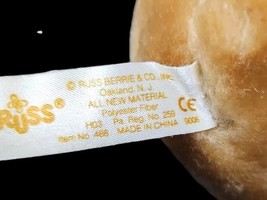 RUSS
© RUSS BERRIE & CO., Inc.
Oakland, N. J.
ALL NEW MATERIAL
Polyester Fiber
H03 Pa. Reg. No. 258
Item No. 488 MADE IN CHINA 9006
CE